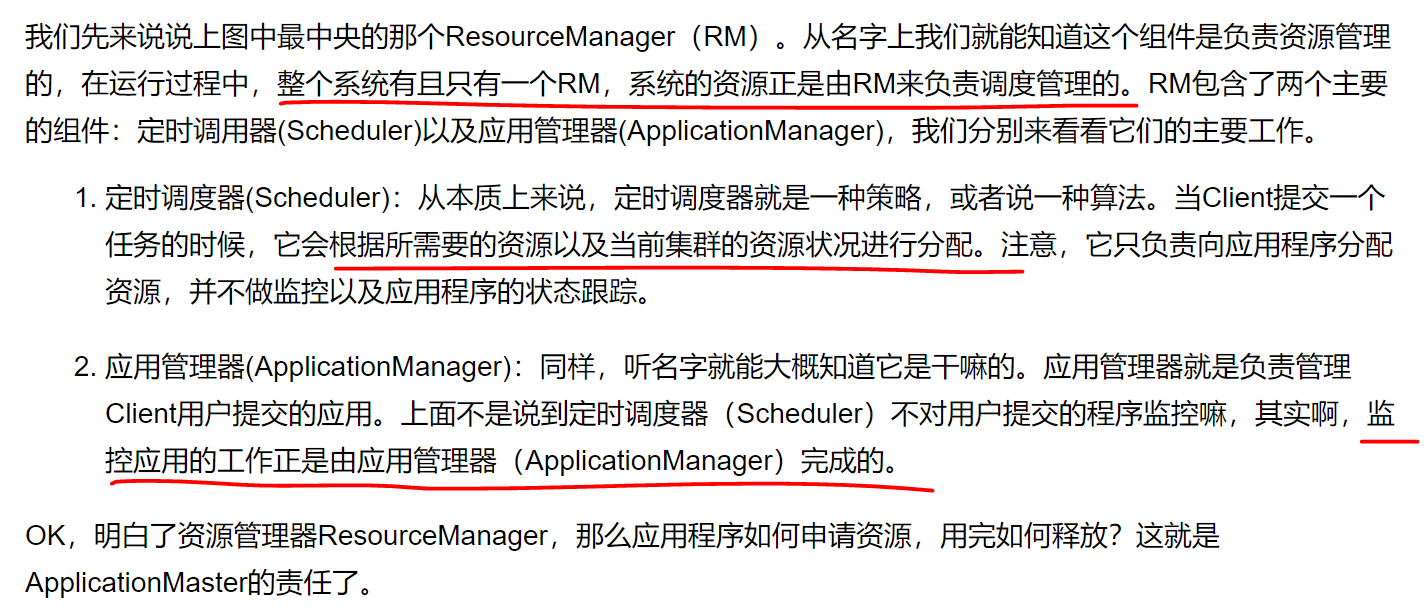 我们先来说说上图中最中央的那个ResourceManager（RM）。从名字上我们就能知道这个组件是负责资源管理
的，在运行过程中，整个系统有且只有一个RM，系统的资源正是由RM来负责调度管理的。RM包含了两个主要
的组件：定时调用器(Scheduler)以及应用管理器(ApplicationManager)，我们分别来看看它们的主要工作。
1. 定时调度器(Scheduler)：从本质上来说，定时调度器就是一种策略，或者说一种算法。当Client提交一个
任务的时候，它会根据所需要的资源以及当前集群的资源状况进行分配。注意，它只负责向应用程序分配
资源，并不做监控以及应用程序的状态跟踪。
2. 应用管理器(ApplicationManager)：同样，听名字就能大概知道它是干嘛的。应用管理器就是负责管理
Client用户提交的应用。上面不是说到定时调度器（Scheduler）不对用户提交的程序监控嘛，其实啊，监
控应用的工作正是由应用管理器（ApplicationManager）完成的。
OK，明白了资源管理器ResourceManager，那么应用程序如何申请资源，用完如何释放？这就是
ApplicationMaster的责任了。